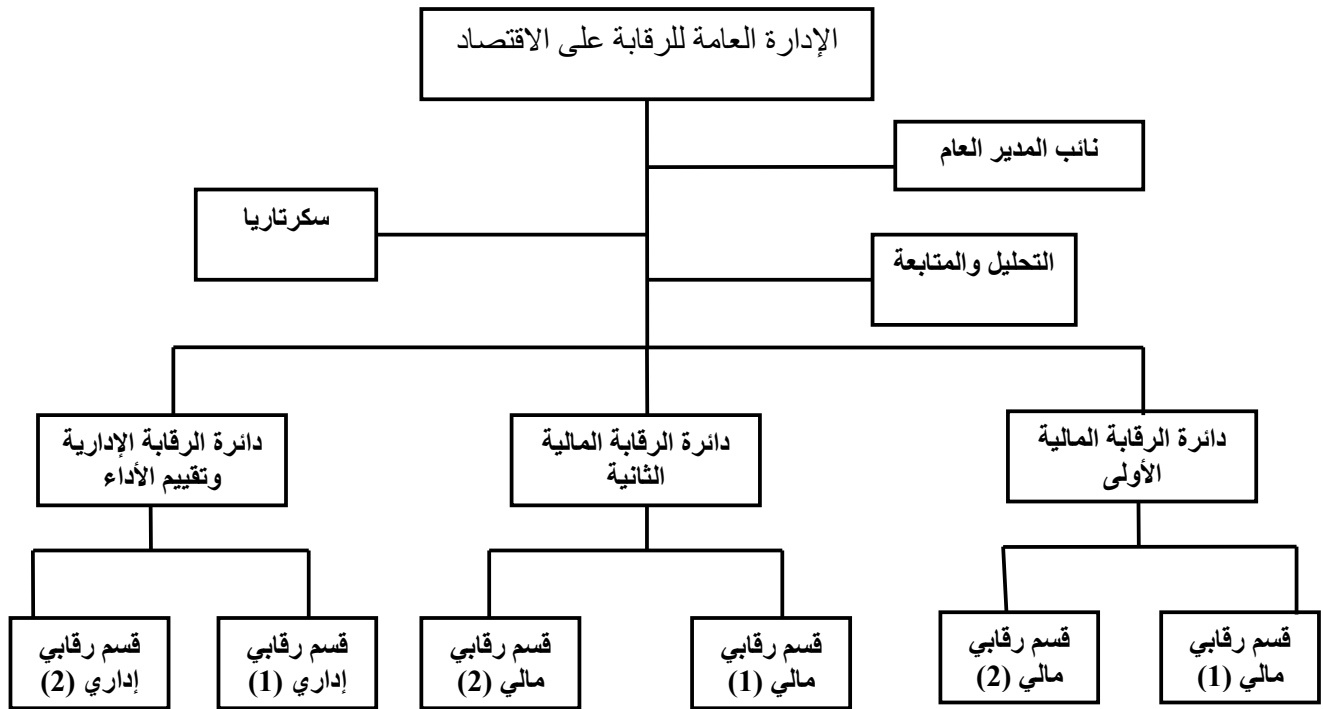 الإدارة العامة للرقابة على الاقتصاد
نائب المدير العام
سكرتاريا
التحليل والمتابعة
دائرة الرقابة المالية
الأولى
دائرة الرقابة المالية
الثانية
دائرة الرقابة الإدارية
وتقييم الأداء
قسم رقابي
مالي (1)
قسم رقابي
مالي (2)
قسم رقابي
مالي (1)
قسم رقابي
مالي (2)
قسم رقابي
إداري (1)
قسم رقابي
إداري (2)